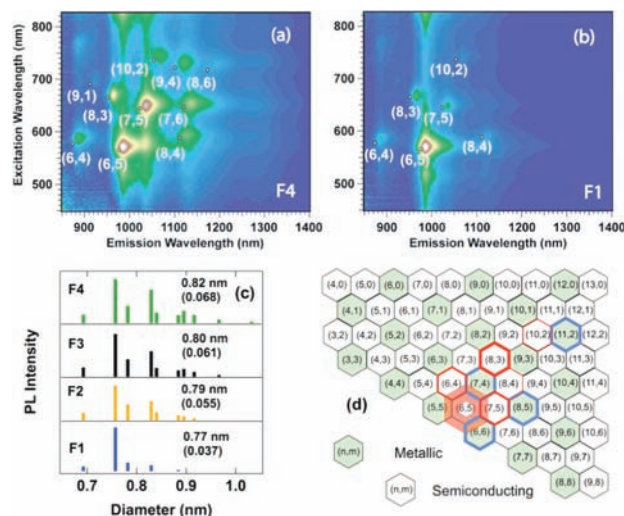 800
700
600
500
Excitation Wavelength (nm)
(a)
(10,2)
(9,4)
(8,6)
(9,1)
(8,3)
(7,5)
(7,6)
(6,4)
(8,4)
(6,5)
F4
900 1000 1100 1200 1300 1400
Emission Wavelength (nm)
800
700
600
500
(b)
(10,2)
(8,3)
(7,5)
(6,4)
(8,4)
(6,5)
F1
900 1000 1100 1200 1300 1400
Emission Wavelength (nm)
PL Intensity
(c)
F4
0.82 nm
(0.068)
F3
0.80 nm
(0.061)
F2
0.79 nm
(0.055)
F1
0.77 nm
(0.037)
0.7 0.8 0.9 1.0
Diameter (nm)
(4,0) (5,0) (6,0) (7,0) (8,0) (9,0) (10,0) (11,0) (12,0) (13,0)
(4,1) (5,1) (6,1) (7,1) (8,1) (9,1) (10,1) (11,1) (12,1)
(3,2) (4,2) (5,2) (6,2) (7,2) (8,2) (9,2) (10,2) (11,2) (12,2)
(3,3) (4,3) (5,3) (6,3) (7,3) (8,3) (9,3) (10,3) (11,3)
(4,4) (5,4) (6,4) (7,4) (8,4) (9,4) (10,4) (11,4)
(d)
(5,5) (6,5) (7,5) (8,5) (9,5) (10,5)
(6,6) (7,6) (8,6) (9,6) (10,6)
(7,7) (8,7) (9,7)
(8,8) (9,8)
(n,m) Metallic
(n,m) Semiconducting